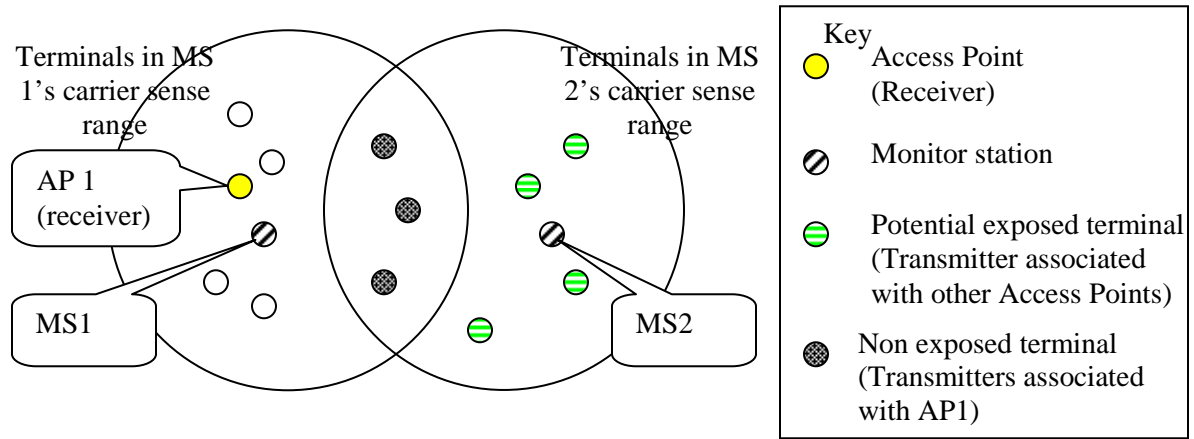 Terminals in MS
1's carrier sense
range
Terminals in MS
2's carrier sense
range
AP 1
(receiver)
MS1
MS2
Key
Access Point
(Receiver)
Monitor station
Potential exposed terminal
(Transmitter associated
with other Access Points)
Non exposed terminal
(Transmitters associated
with AP1)